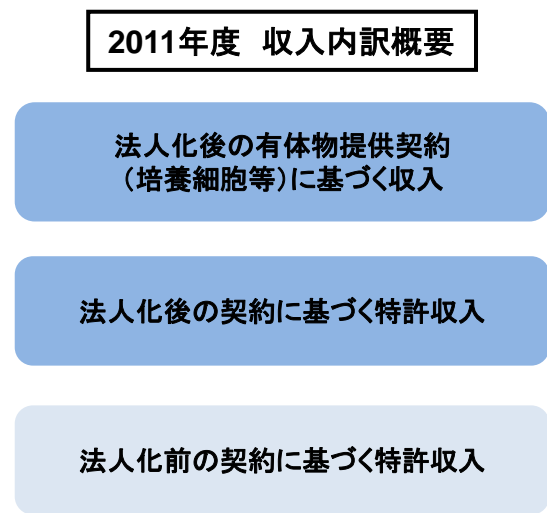 2011年度 収入内訳概要
法人化後の有体物提供契約
（培養細胞等）に基づく収入
法人化後の契約に基づく特許収入
法人化前の契約に基づく特許収入